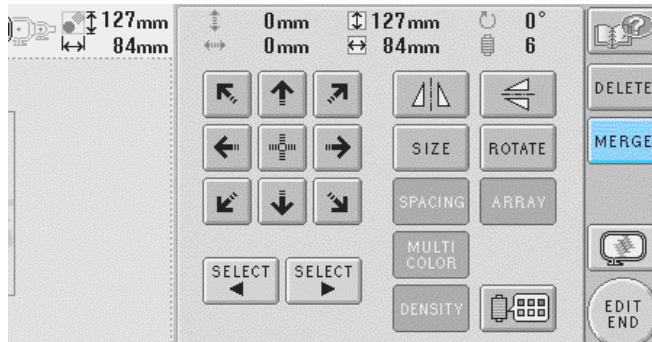 127mm
84mm
0mm 127mm 0°
0mm 84mm 6
DELETE
MERGE
SIZE ROTATE
SPACING ARRAY
MULTI
COLOR
SELECT SELECT
DENSITY
EDIT
END